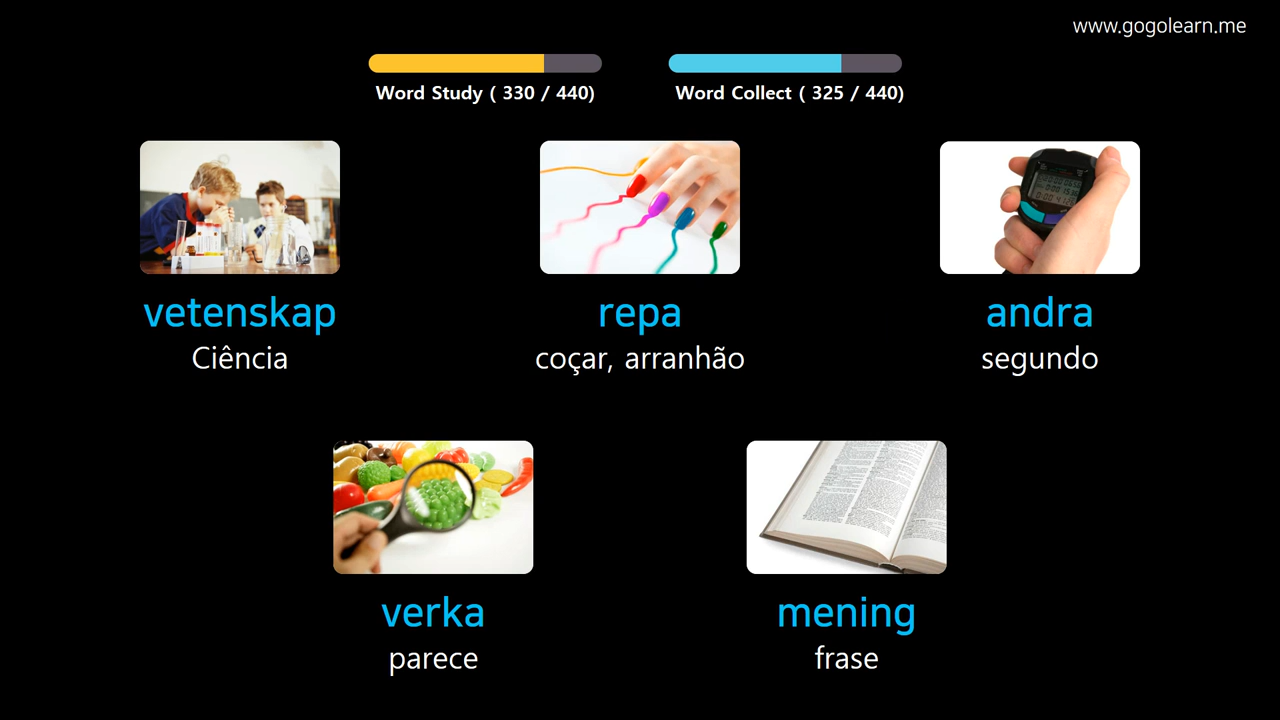 www.gogolearn.me
Word Study ( 330 / 440)
Word Collect ( 325 / 440)
vetenskap
Ciência
repa
coçar, arranhão
andra
segundo
verka
parece
mening
frase